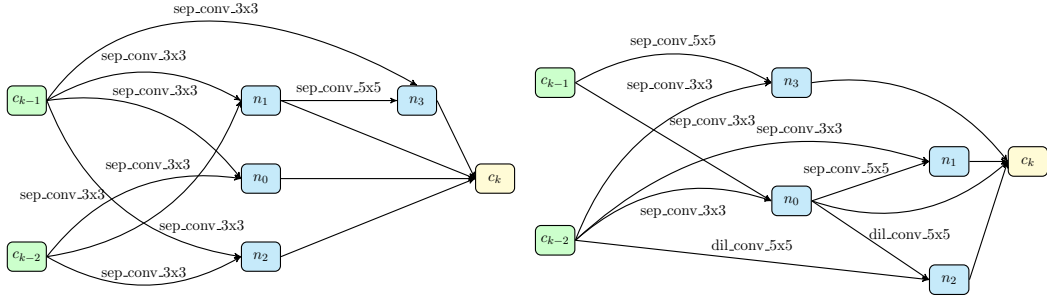 sep_conv_3x3
sep_conv_3x3
sep_conv_3x3
c_{k-1}
n_1
sep_conv_5x5
n_3
sep_conv_3x3
n_0
c_k
sep_conv_3x3
sep_conv_3x3
c_{k-2}
n_2
sep_conv_3x3
sep_conv_5x5
c_{k-1}
sep_conv_3x3
n_3
sep_conv_3x3
sep_conv_3x3
n_1
c_k
sep_conv_5x5
n_0
sep_conv_3x3
c_{k-2}
dil_conv_5x5
dil_conv_5x5
n_2